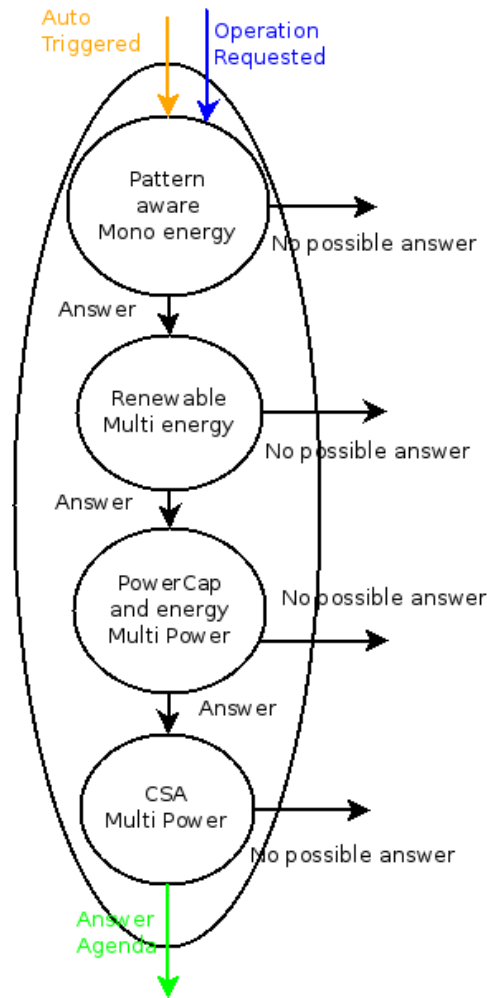 Auto
Triggered
Operation
Requested
Pattern
aware
Mono energy
No possible answer
Answer
Renewable
Multi energy
No possible answer
Answer
PowerCap
and energy
Multi Power
No possible answer
Answer
CSA
Multi Power
No possible answer
Answer
Agenda